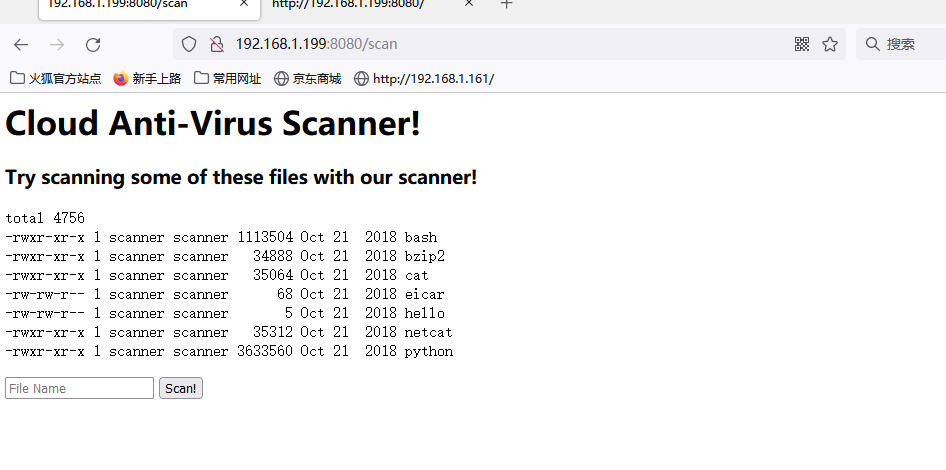 192.168.1.199:8080/scan
http://192.168.1.199:8080/
192.168.1.199:8080/scan
搜索
火狐官方站点 新手上路 常用网址 京东商城 http://192.168.1.161/
Cloud Anti-Virus Scanner!
Try scanning some of these files with our scanner!
total 4756
-rwxr-xr-x 1 scanner scanner 1113504 Oct 21  2018 bash
-rwxr-xr-x 1 scanner scanner   34888 Oct 21  2018 bzip2
-rwxr-xr-x 1 scanner scanner   35064 Oct 21  2018 cat
-rw-rw-r-- 1 scanner scanner      68 Oct 21  2018 eicar
-rw-rw-r-- 1 scanner scanner       5 Oct 21  2018 hello
-rwxr-xr-x 1 scanner scanner   35312 Oct 21  2018 netcat
-rwxr-xr-x 1 scanner scanner 3633560 Oct 21  2018 python
File Name Scan!